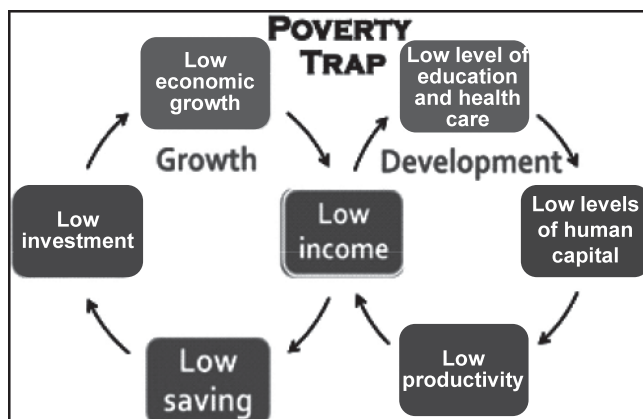 POVERTY
TRAP
Low
economic
growth
Low level of
education
and health
care
Growth
Development
Low
investment
Low
income
Low levels
of human
capital
Low
saving
Low
productivity